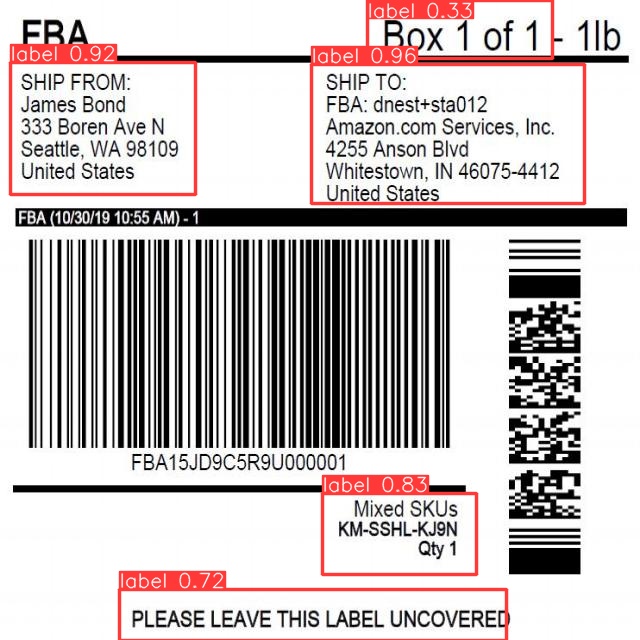 FBA
label 0.33
Box 1 of 1 - 1lb
label 0.92
SHIP FROM:
James Bond
333 Boren Ave N
Seattle, WA 98109
United States
label 0.96
SHIP TO:
FBA: dnest+sta012
Amazon.com Services, Inc.
4255 Anson Blvd
Whitestown, IN 46075-4412
United States
FBA (10/30/19 10:55 AM) - 1
FBA15JD9C5R9U000001
label 0.83
Mixed SKUs
KM-SSHL-KJ9N
Qty 1
label 0.72
PLEASE LEAVE THIS LABEL UNCOVERED